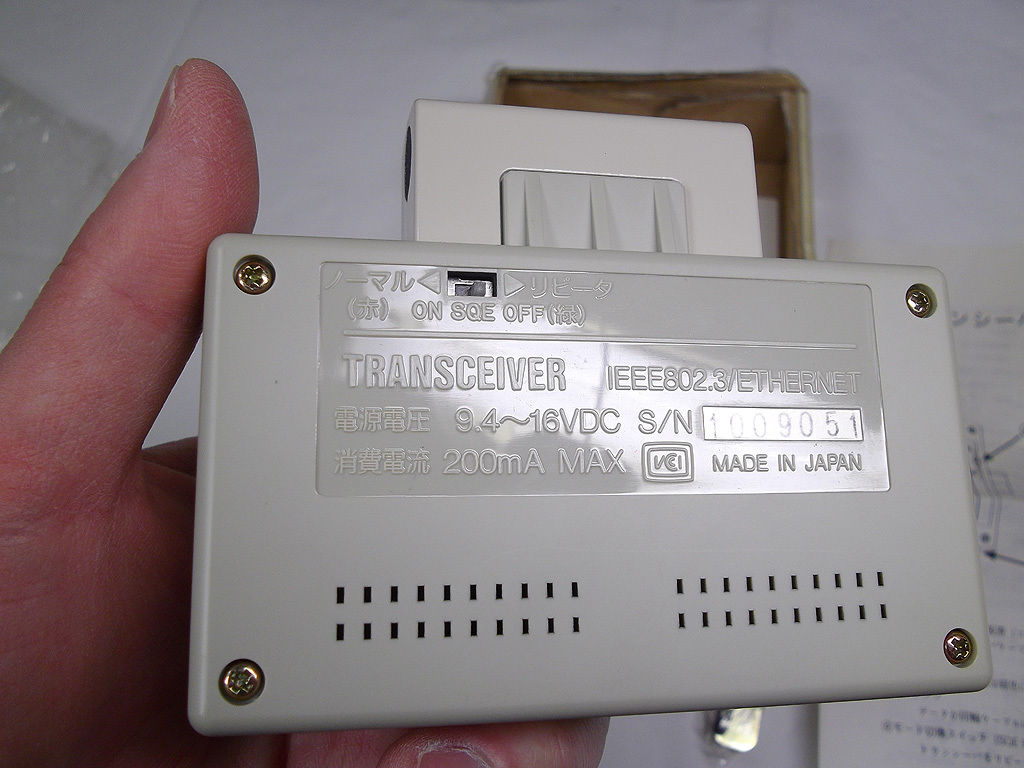 ノーマル ◁ ▷ リピータ
(赤) ON SQE OFF(緑)
TRANSCEIVER IEEE802.3/ETHERNET
電源電圧 9.4〜16VDC S/N 1009051
消費電流 200mA MAX VCI MADE IN JAPAN